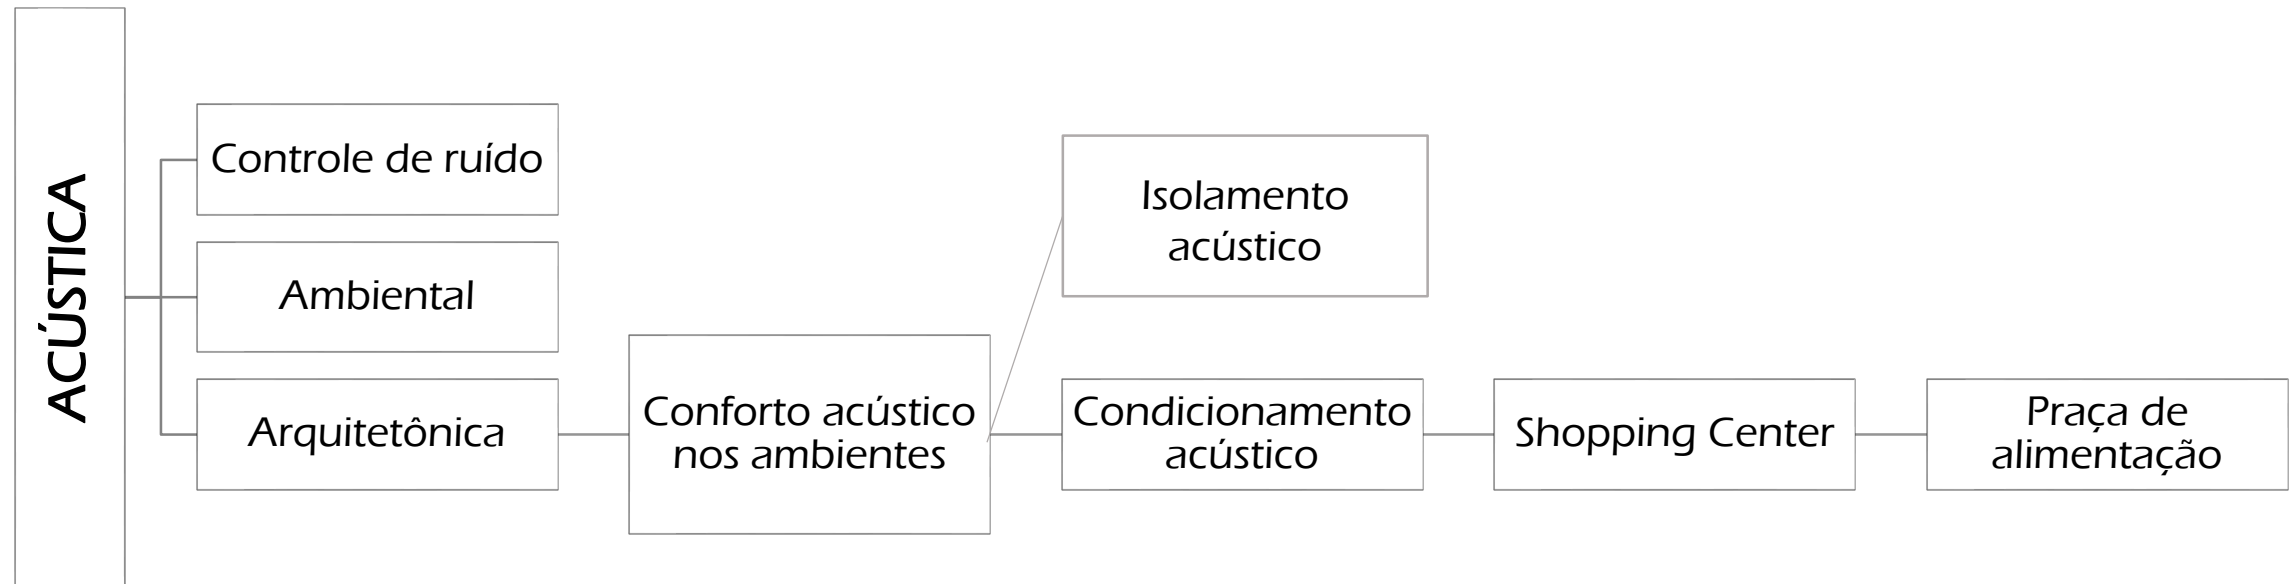 ACÚSTICA
Controle de ruído
Ambiental
Arquitetônica
Conforto acústico
nos ambientes
Isolamento
acústico
Condicionamento
acústico
Shopping Center
Praça de
alimentação